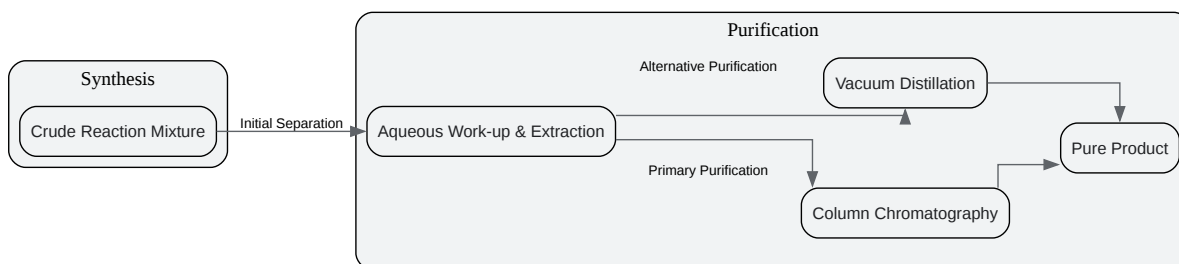 Purification
Synthesis
Alternative Purification
Vacuum Distillation
Crude Reaction Mixture
Initial Separation
Aqueous Work-up & Extraction
Pure Product
Primary Purification
Column Chromatography